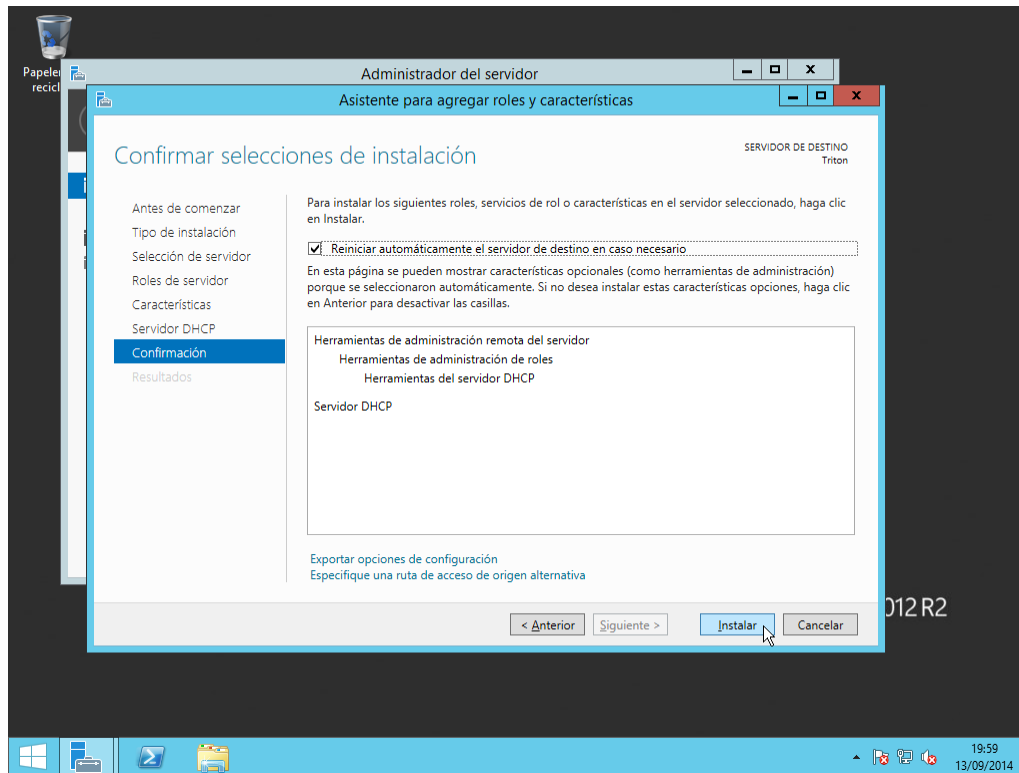 Papele
recicl
Administrador del servidor
Asistente para agregar roles y características
Confirmar selecciones de instalación
SERVIDOR DE DESTINO
Triton
Antes de comenzar
Tipo de instalación
Selección de servidor
Roles de servidor
Características
Servidor DHCP
Confirmación
Resultados
Para instalar los siguientes roles, servicios de rol o características en el servidor seleccionado, haga clic
en Instalar.
Reiniciar automáticamente el servidor de destino en caso necesario
En esta página se pueden mostrar características opcionales (como herramientas de administración)
porque se seleccionaron automáticamente. Si no desea instalar estas características opciones, haga clic
en Anterior para desactivar las casillas.
Herramientas de administración remota del servidor
Herramientas de administración de roles
Herramientas del servidor DHCP
Servidor DHCP
Exportar opciones de configuración
Especifique una ruta de acceso de origen alternativa
< Anterior
Siguiente >
Instalar
Cancelar
012 R2
19:59
13/09/2014